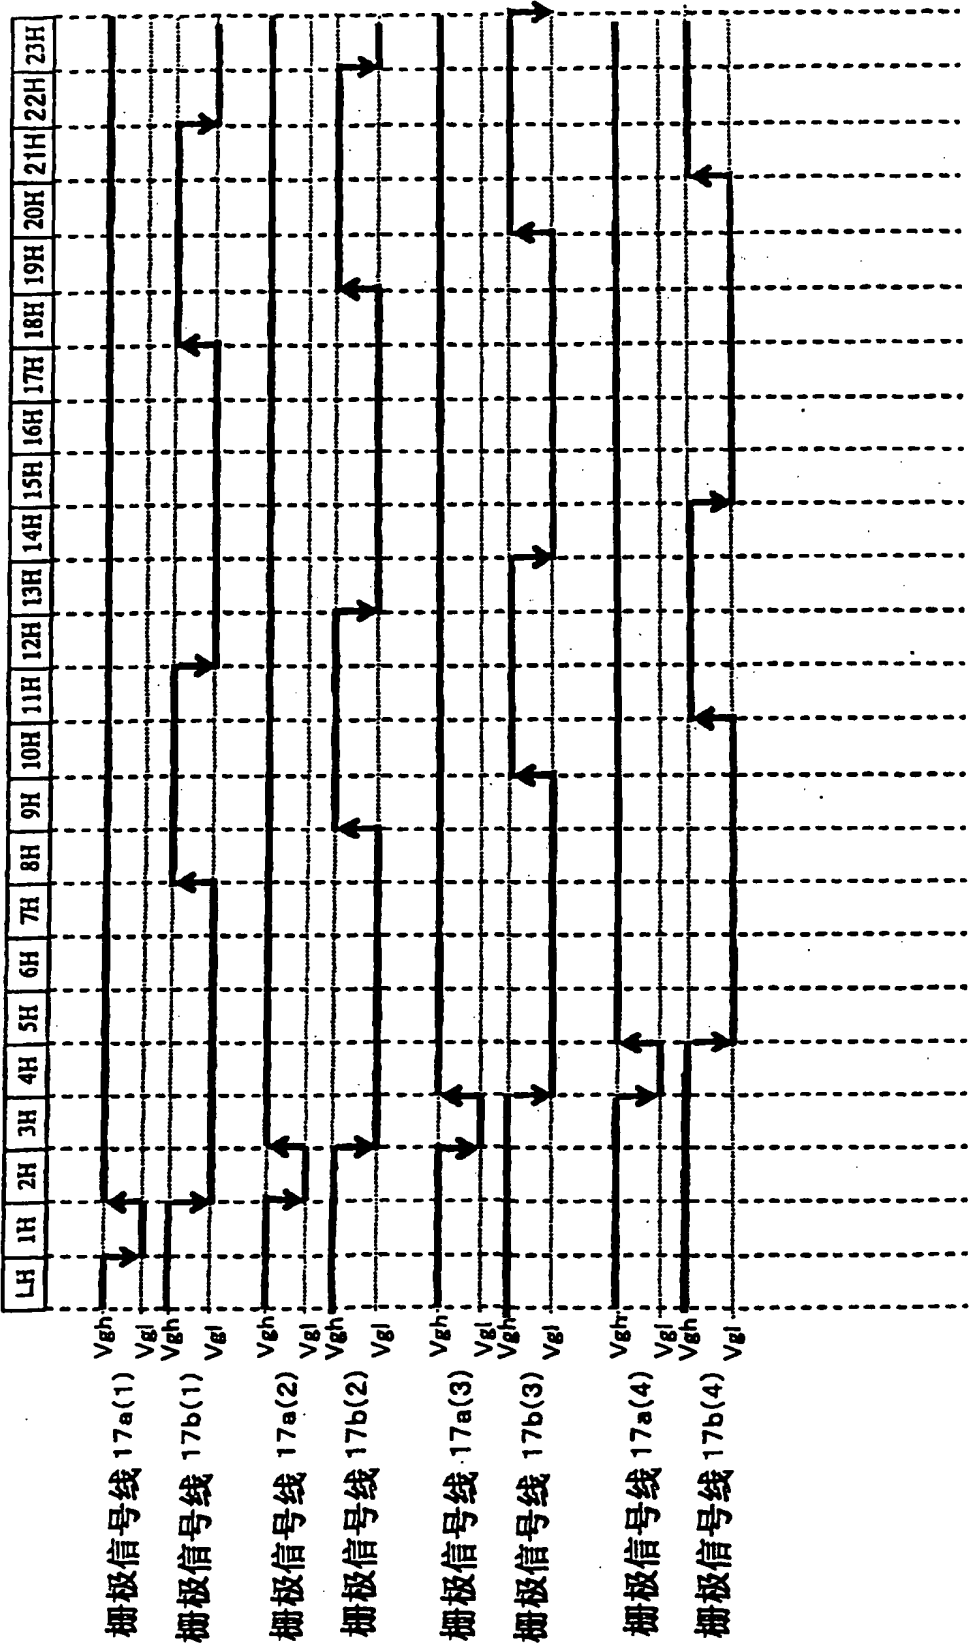 LH 1H 2H 3H 4H 5H 6H 7H 8H 9H 10H 11H 12H 13H 14H 15H 16H 17H 18H 19H 20H 21H 22H 23H
Vgh
栅极信号线 17a(1)
Vgl
Vgh
栅极信号线 17b(1)
Vgl
Vgh
栅极信号线 17a(2)
Vgl
Vgh
栅极信号线 17b(2)
Vgl
Vgh
栅极信号线 17a(3)
Vgl
Vgh
栅极信号线 17b(3)
Vgl
Vgh
栅极信号线 17a(4)
Vgl
Vgh
栅极信号线 17b(4)
Vgl